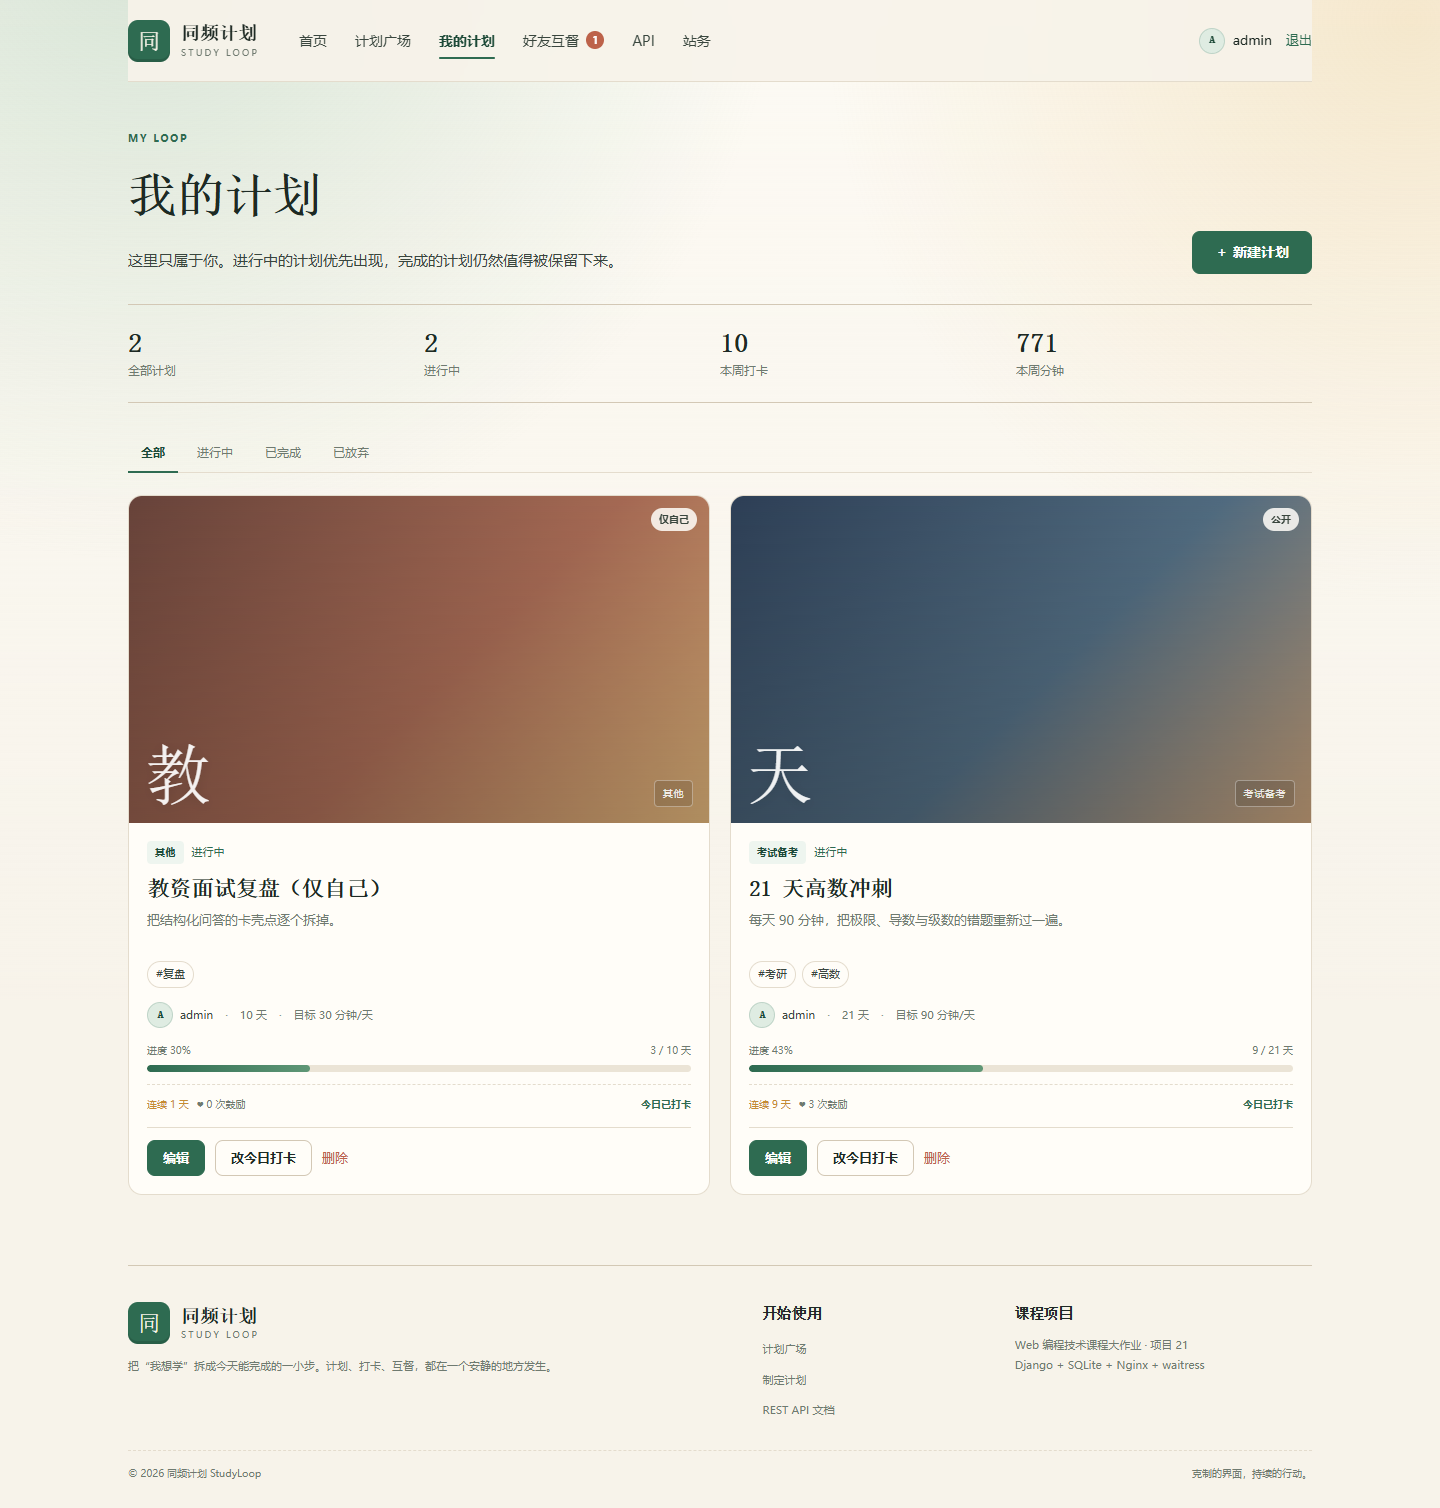 同 同频计划
STUDY LOOP
首页 计划广场 我的计划 好友互督 1 API 站务
A admin 退出
MY LOOP
我的计划
这里只属于你。进行中的计划优先出现，完成的计划仍然值得被保留下来。
+ 新建计划
2
全部计划
2
进行中
10
本周打卡
771
本周分钟
全部 进行中 已完成 已放弃
仅自己
教
其他
其他 进行中
教资面试复盘（仅自己）
把结构化问答的卡壳点逐个拆掉。
#复盘
A admin · 10 天 · 目标 30 分钟/天
进度 30% 3 / 10 天
连续 1 天 ♥ 0 次鼓励 今日已打卡
编辑 改今日打卡 删除
公开
天
考试备考
考试备考 进行中
21 天高数冲刺
每天 90 分钟，把极限、导数与级数的错题重新过一遍。
#考研 #高数
A admin · 21 天 · 目标 90 分钟/天
进度 43% 9 / 21 天
连续 9 天 ♥ 3 次鼓励 今日已打卡
编辑 改今日打卡 删除
同 同频计划
STUDY LOOP
把“我想学”拆成今天能完成的一小步。计划、打卡、互督，都在一个安静的地方发生。
开始使用
计划广场
制定计划
REST API 文档
课程项目
Web 编程技术课程大作业 · 项目 21
Django + SQLite + Nginx + waitress
© 2026 同频计划 StudyLoop
克制的界面，持续的行动。